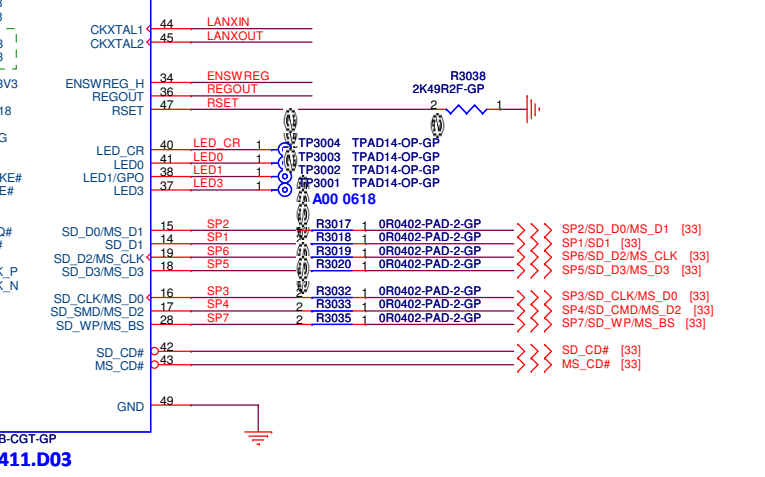 CKXTAL1 44 LANXIN
CKXTAL2 45 LANXOUT
3V3 ENSWREG_H 34 ENSWREG R3038
REGOUT 36 REGOUT 2K49R2F-GP
18 RSET 47 RSET 2 1
G
LED_CR 40 LED_CR 1 TP3004 TPAD14-OP-GP
LED0 41 LED0 1 TP3003 TPAD14-OP-GP
KE# LED1/GPO 38 LED1 1 TP3002 TPAD14-OP-GP
E# LED3 37 LED3 1 TP3001 TPAD14-OP-GP
A00 0618
Q# SD_D0/MS_D1 15 SP2 R3017 1 0R0402-PAD-2-GP SP2/SD_D0/MS_D1 [33]
# SD_D1 14 SP1 R3018 1 0R0402-PAD-2-GP SP1/SD1 [33]
SD_D2/MS_CLK 19 SP6 R3019 1 0R0402-PAD-2-GP SP6/SD_D2/MS_CLK [33]
K_P SD_D3/MS_D3 18 SP5 R3020 1 0R0402-PAD-2-GP SP5/SD_D3/MS_D3 [33]
K_N
SD_CLK/MS_D0 16 SP3 2 R3032 1 0R0402-PAD-2-GP SP3/SD_CLK/MS_D0 [33]
SD_SMD/MS_D2 17 SP4 2 R3033 1 0R0402-PAD-2-GP SP4/SD_CMD/MS_D2 [33]
SD_WP/MS_BS 28 SP7 2 R3035 1 0R0402-PAD-2-GP SP7/SD_WP/MS_BS [33]
SD_CD# 42 SD_CD# [33]
MS_CD# 43 MS_CD# [33]
GND 49
B-CGT-GP
411.D03